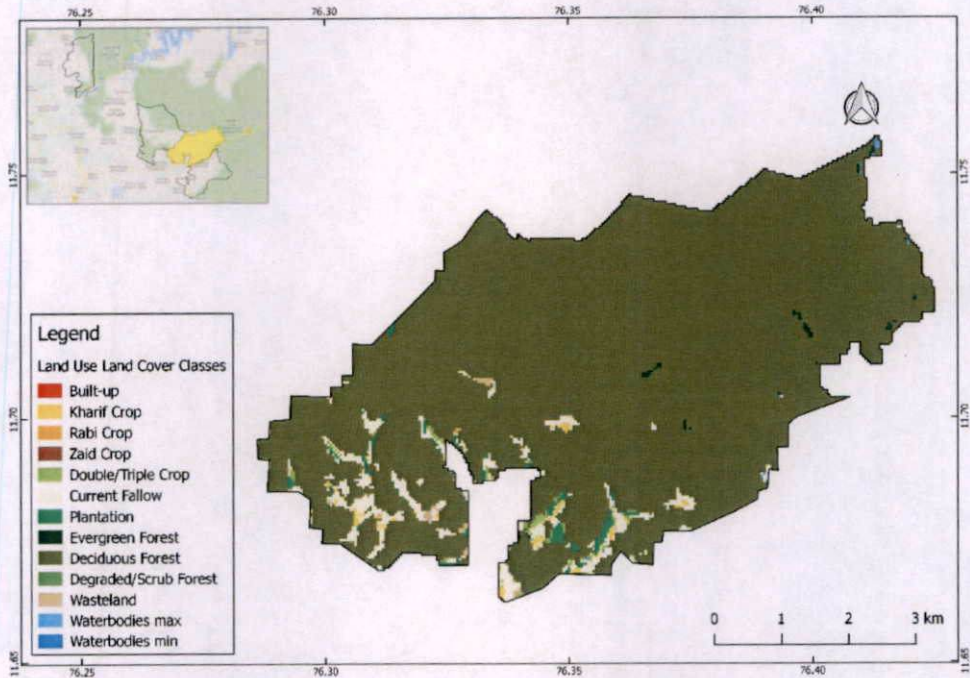 76.25
76.30
76.35
76.40
11.75
11.75
Legend
Land Use Land Cover Classes
Built-up
Kharif Crop
Rabi Crop
Zaid Crop
Double/Triple Crop
Current Fallow
Plantation
Evergreen Forest
Deciduous Forest
Degraded/Scrub Forest
Wasteland
Waterbodies max
Waterbodies min
11.70
11.70
0 1 2 3 km
11.65
11.65
76.25
76.30
76.35
76.40